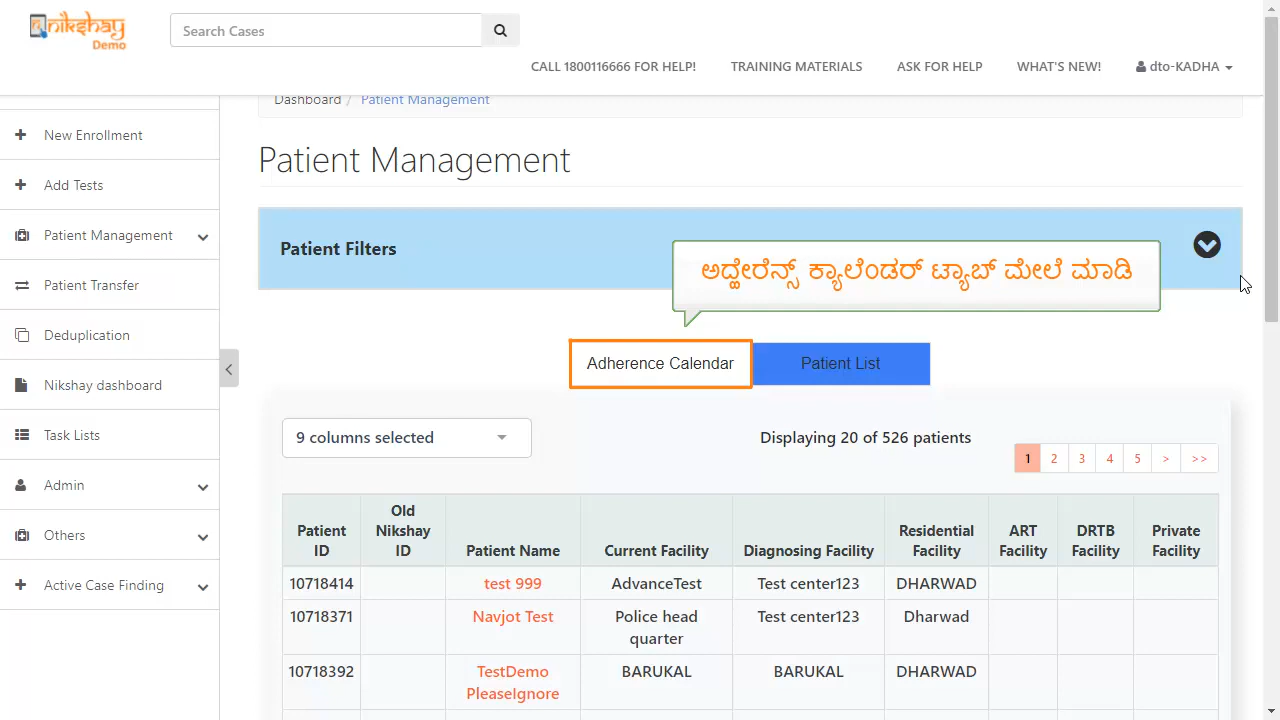 nikshay
Demo
Search Cases
CALL 1800116666 FOR HELP! TRAINING MATERIALS ASK FOR HELP WHAT'S NEW! dto-KADHA
Dashboard / Patient Management
New Enrollment
Add Tests
Patient Management
Patient Transfer
Deduplication
Nikshay dashboard
Task Lists
Admin
Others
Active Case Finding
Patient Management
Patient Filters
ಅದ್ಹೇರೆನ್ಸ್ ಕ್ಯಾಲೆಂಡರ್ ಟ್ಯಾಬ್ ಮೇಲೆ ಮಾಡಿ
Adherence Calendar Patient List
9 columns selected
Displaying 20 of 526 patients
1 2 3 4 5 > >>
Patient ID Old Nikshay ID Patient Name Current Facility Diagnosing Facility Residential Facility ART Facility DRTB Facility Private Facility
10718414 test 999 AdvanceTest Test center123 DHARWAD
10718371 Navjot Test Police head quarter Test center123 Dharwad
10718392 TestDemo PleaseIgnore BARUKAL BARUKAL DHARWAD